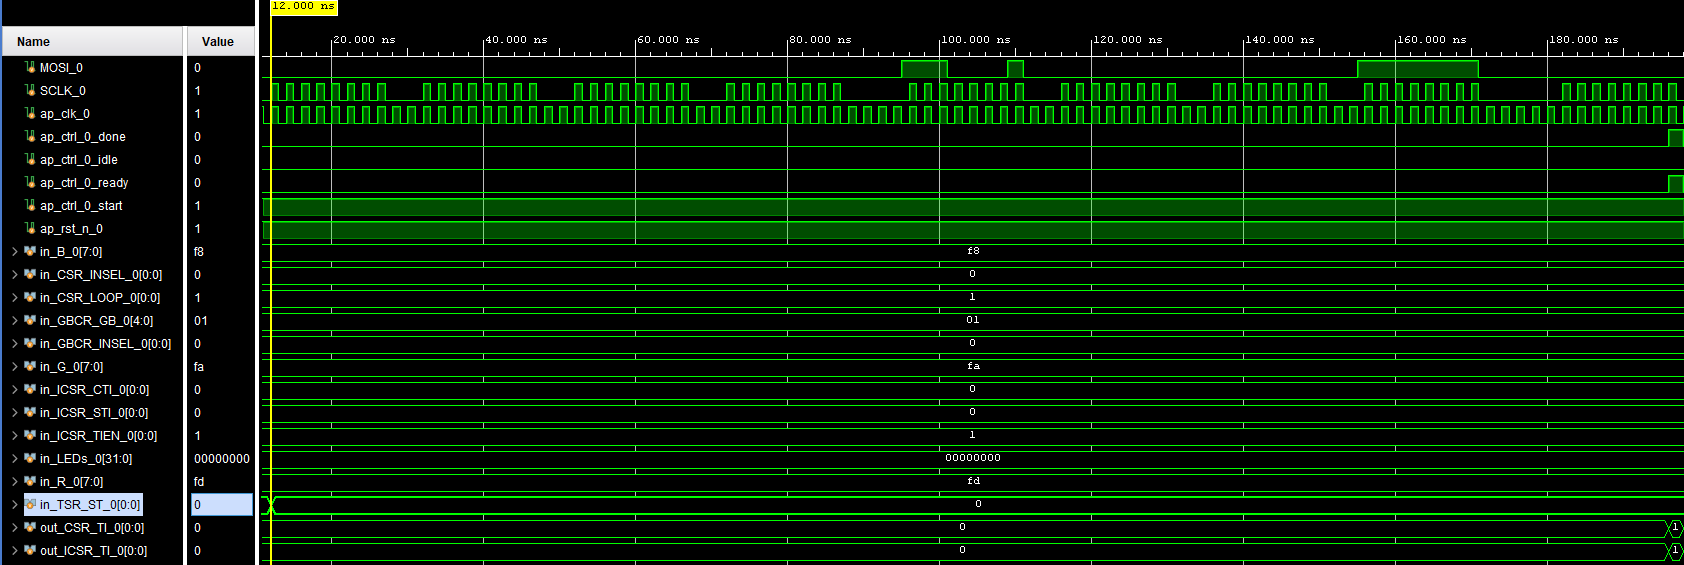 12.000 ns
Name Value 20.000 ns 40.000 ns 60.000 ns 80.000 ns 100.000 ns 120.000 ns 140.000 ns 160.000 ns 180.000 ns
MOSI_0 0
SCLK_0 1
ap_clk_0 1
ap_ctrl_0_done 0
ap_ctrl_0_idle 0
ap_ctrl_0_ready 0
ap_ctrl_0_start 1
ap_rst_n_0 1
in_B_0[7:0] f8 f8
in_CSR_INSEL_0[0:0] 0 0
in_CSR_LOOP_0[0:0] 1 1
in_GBCR_GB_0[4:0] 01 01
in_GBCR_INSEL_0[0:0] 0 0
in_G_0[7:0] fa fa
in_ICSR_CTI_0[0:0] 0 0
in_ICSR_STI_0[0:0] 0 0
in_ICSR_TIEN_0[0:0] 1 1
in_LEDs_0[31:0] 00000000 00000000
in_R_0[7:0] fd fd
in_TSR_ST_0[0:0] 0 0
out_CSR_TI_0[0:0] 0 0 1
out_ICSR_TI_0[0:0] 0 0 1